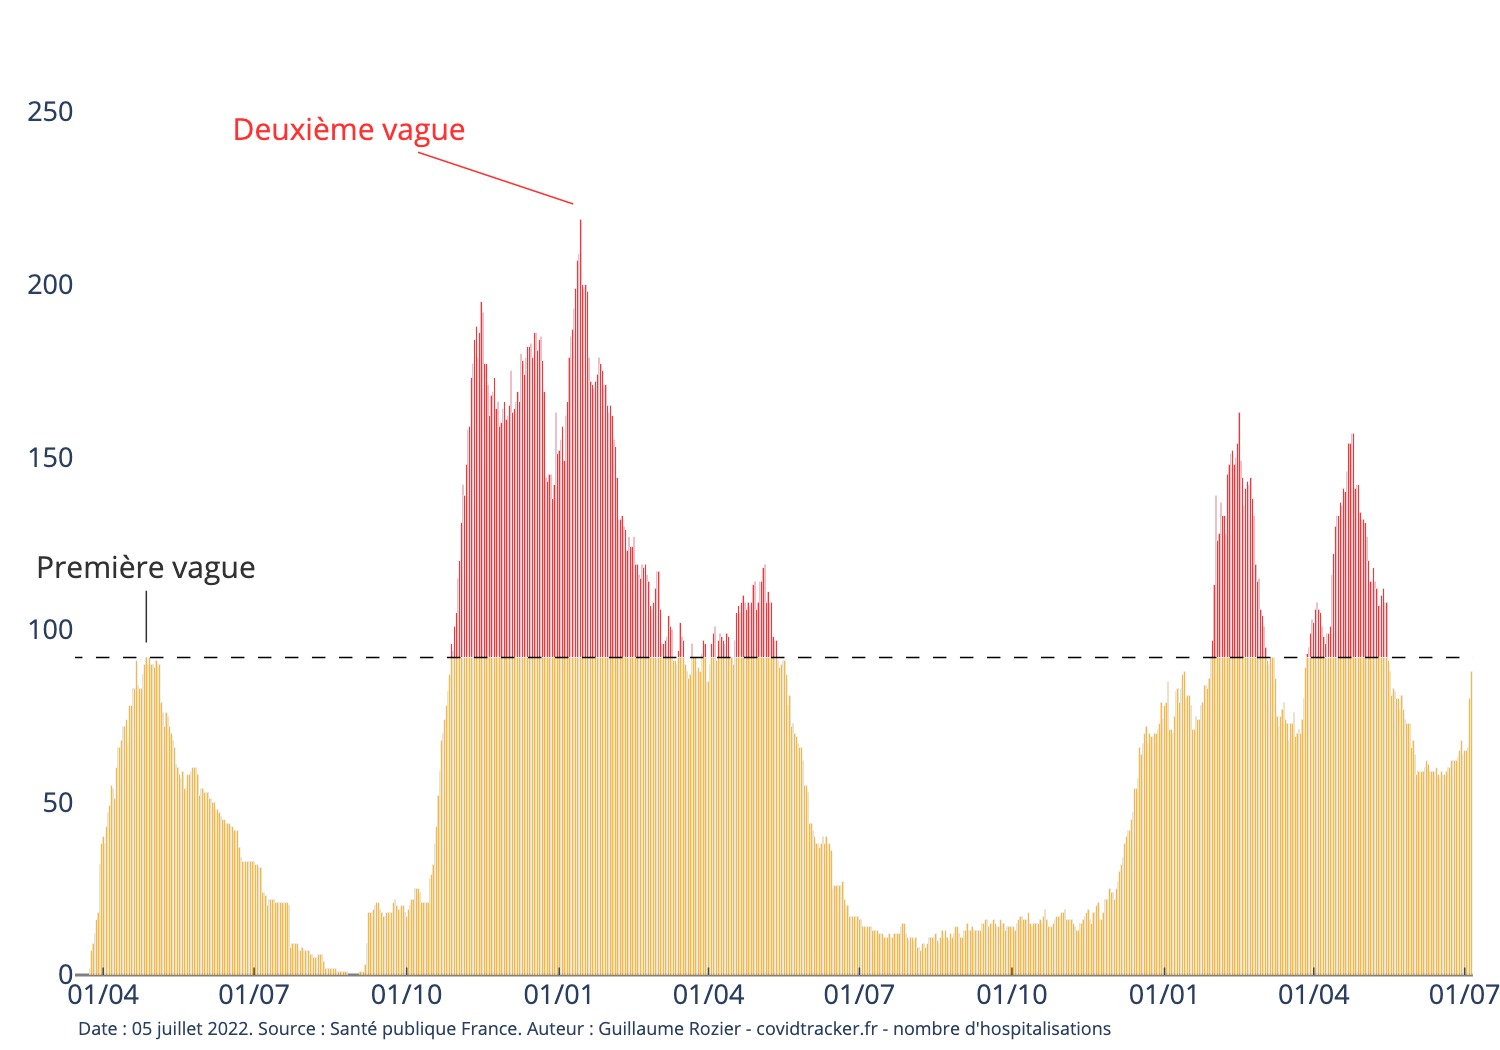 250
Deuxième vague
200
150
Première vague
100
50
0
01/04 01/07 01/10 01/01 01/04 01/07 01/10 01/01 01/04 01/07
Date : 05 juillet 2022. Source : Santé publique France. Auteur : Guillaume Rozier - covidtracker.fr - nombre d'hospitalisations